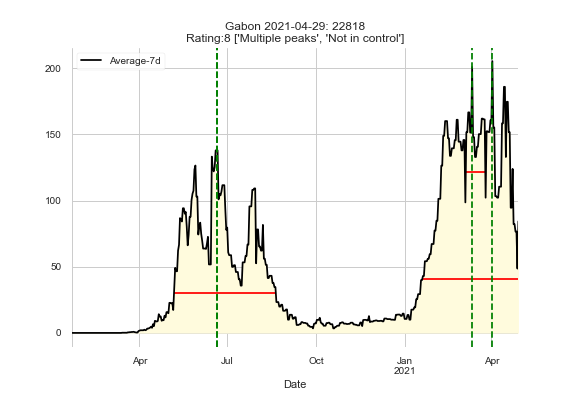 Gabon 2021-04-29: 22818
Rating:8 ['Multiple peaks', 'Not in control']
Average-7d
200
150
100
50
0
Apr
Jul
Oct
Jan
2021
Apr
Date